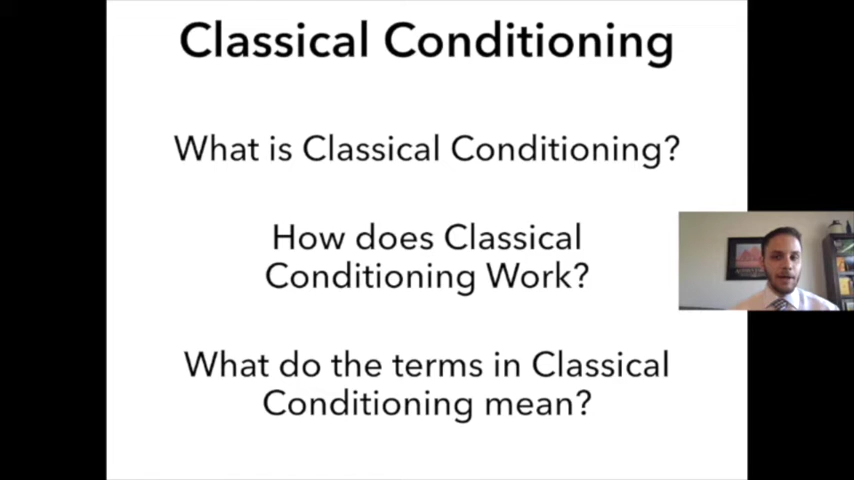 Classical Conditioning
What is Classical Conditioning?
How does Classical
Conditioning Work?
What do the terms in Classical
Conditioning mean?